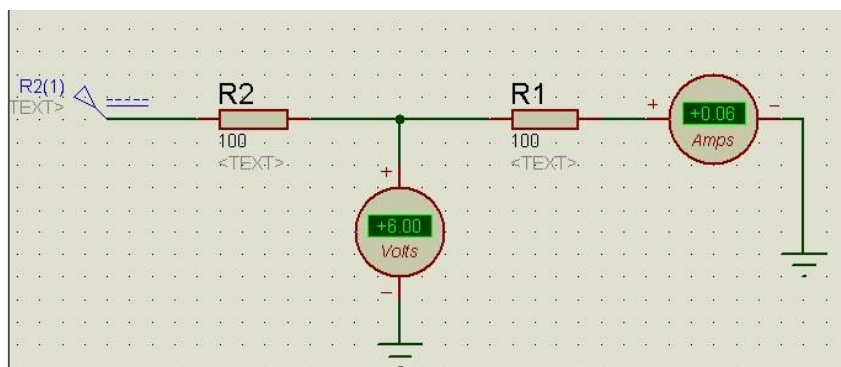 R2(1)
TEXT>
R2
100
<TEXT>
R1
100
<TEXT>
+ +0.06 -
Amps
+
+6.00
Volts
-